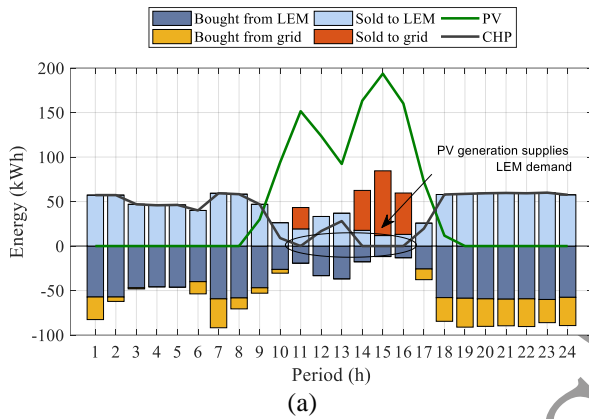 Bought from LEM Sold to LEM PV
Bought from grid Sold to grid CHP
200
150
100
50
0
-50
-100
Energy (kWh)
PV generation supplies
LEM demand
1 2 3 4 5 6 7 8 9 10 11 12 13 14 15 16 17 18 19 20 21 22 23 24
Period (h)
(a)